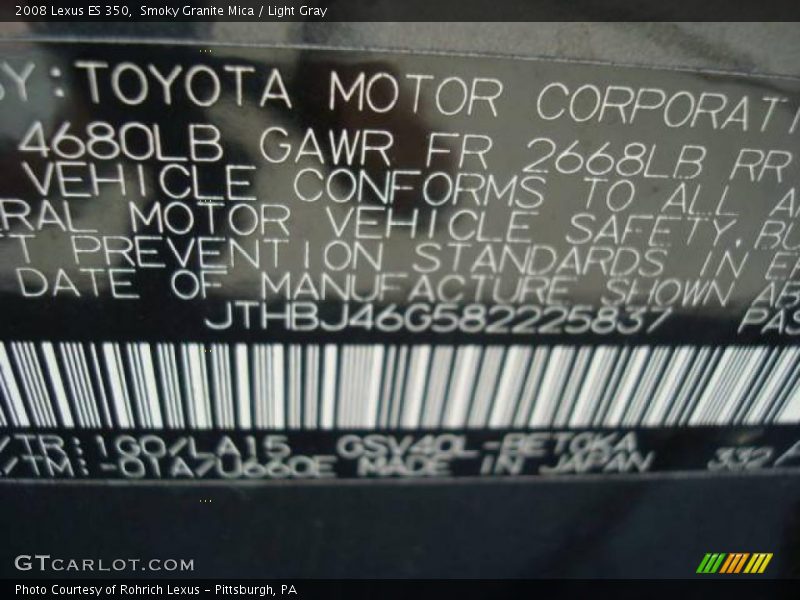 2008 Lexus ES 350,  Smoky Granite Mica / Light Gray
BY: TOYOTA MOTOR CORPORATI
4680LB GAWR FR 2668LB RR
VEHICLE CONFORMS TO ALL
RAL MOTOR VEHICLE SAFETY, BU
T PREVENTION STANDARDS IN
DATE OF MANUFACTURE SHOWN AB
JTHBJ46G582225837 PAS
/TR: 1G0/LA15 GSV40L-BETGKA
/TM: -01A/U660E MADE IN JAPAN 332
GTCARLOT.COM
Photo Courtesy of Rohrich Lexus - Pittsburgh, PA